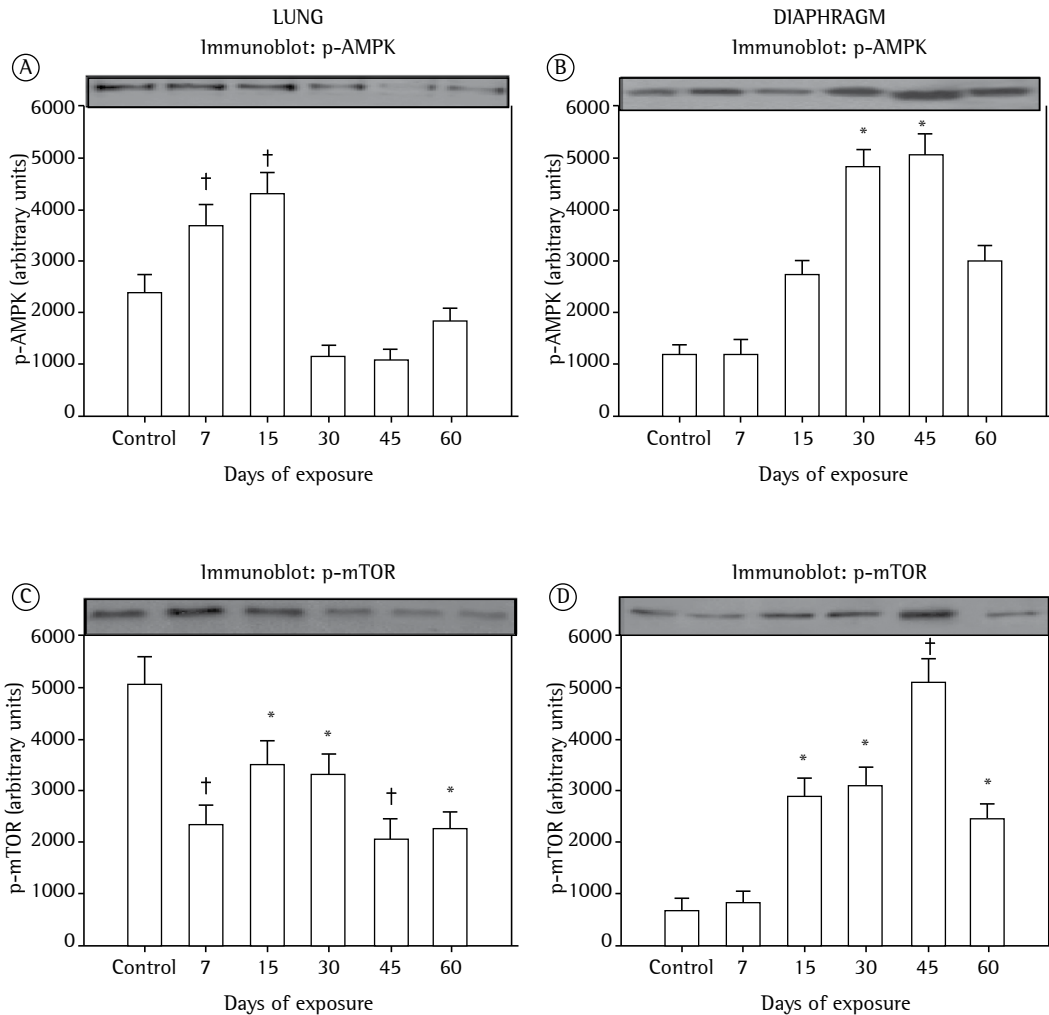 LUNG
Immunoblot: p-AMPK
A
p-AMPK (arbitrary units)
6000
5000
4000
3000
2000
1000
0
† † 
Control 7 15 30 45 60
Days of exposure
DIAPHRAGM
Immunoblot: p-AMPK
B
p-AMPK (arbitrary units)
6000
5000
4000
3000
2000
1000
0
* *
Control 7 15 30 45 60
Days of exposure
Immunoblot: p-mTOR
C
p-mTOR (arbitrary units)
6000
5000
4000
3000
2000
1000
0
† * * † *
Control 7 15 30 45 60
Days of exposure
Immunoblot: p-mTOR
D
p-mTOR (arbitrary units)
6000
5000
4000
3000
2000
1000
0
* * † *
Control 7 15 30 45 60
Days of exposure